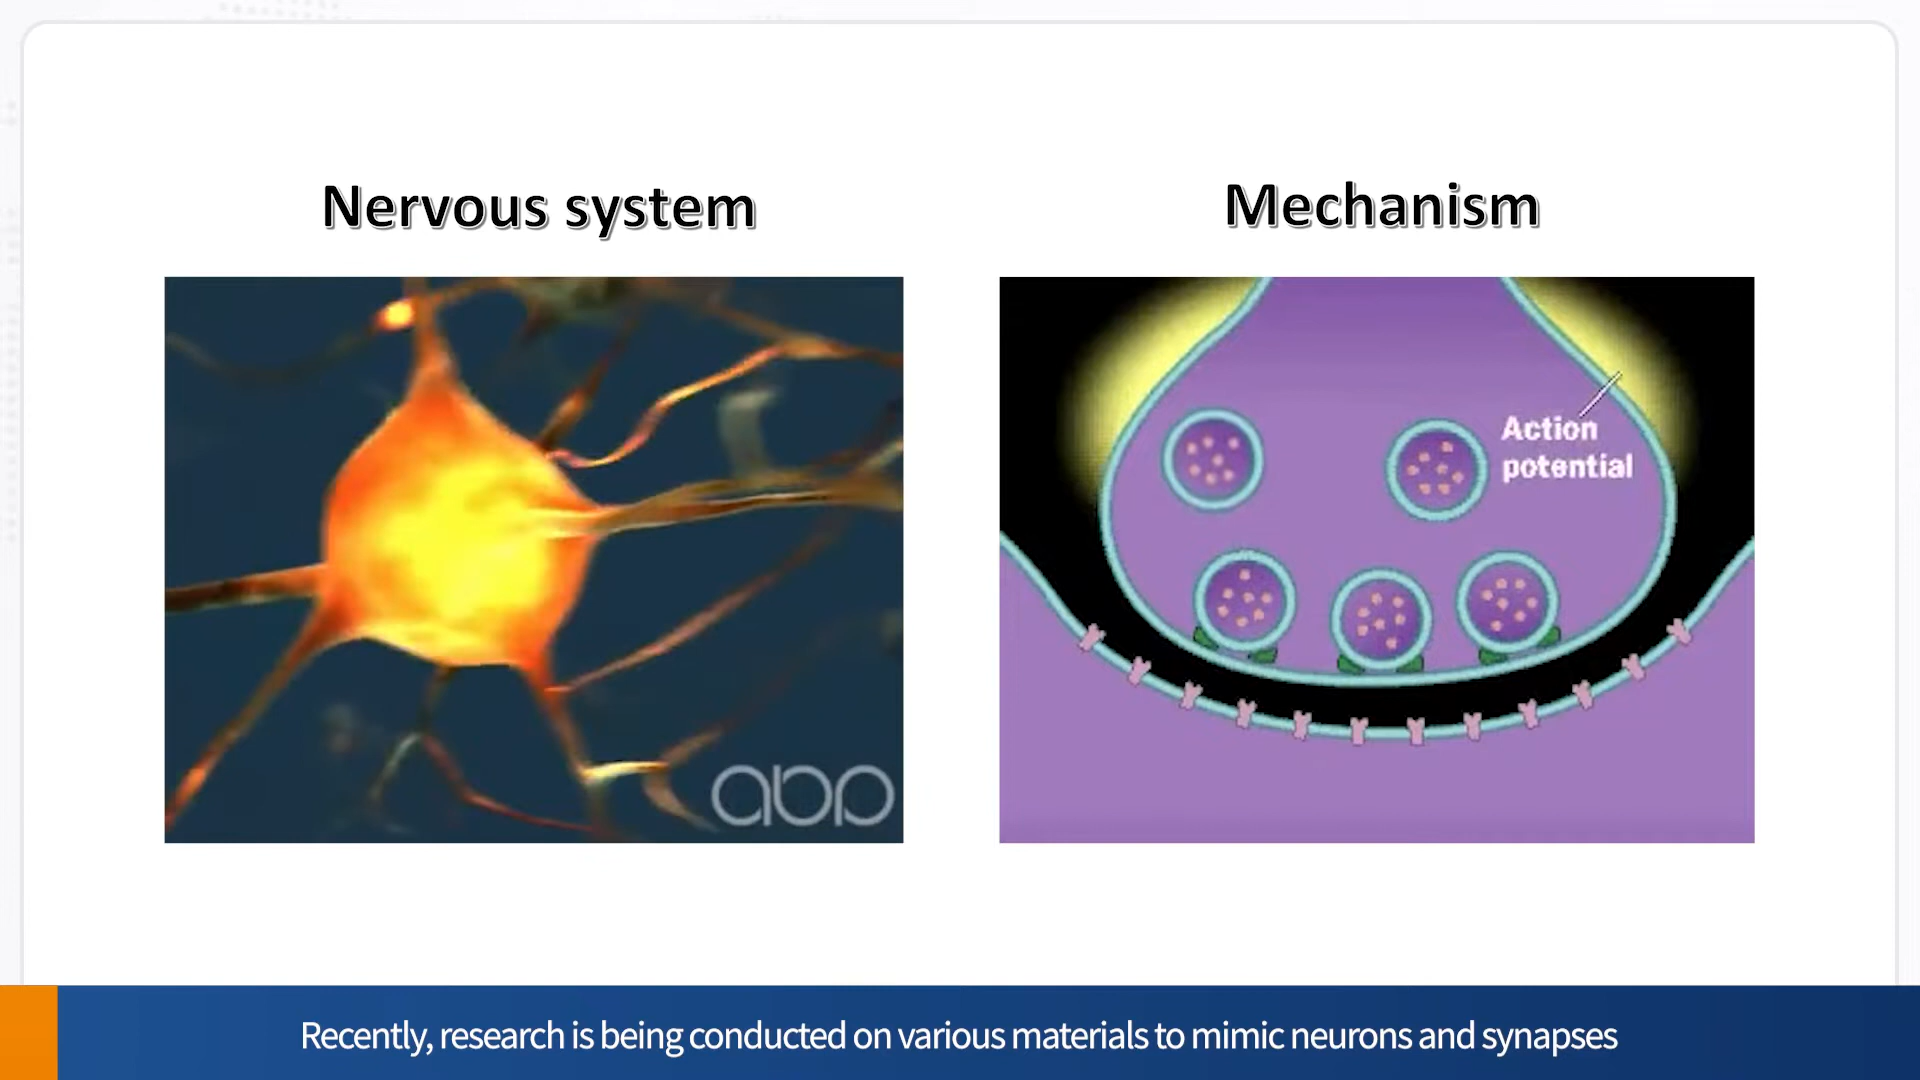 Nervous system
Mechanism
Action
potential
abp
Recently, research is being conducted on various materials to mimic neurons and synapses